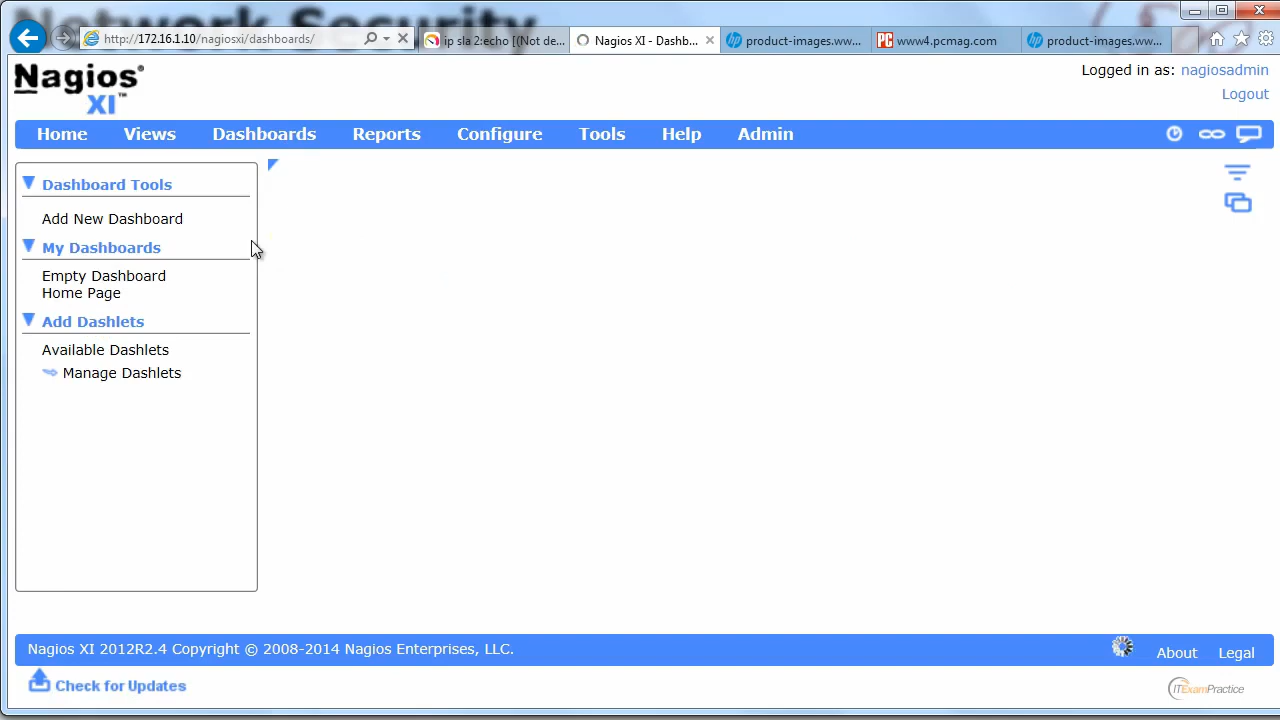 Network Security
http://172.16.1.10/nagiosxi/dashboards/
ip sla 2:echo [(Not de...
Nagios XI - Dashb...
product-images.ww...
PC www4.pcmag.com
product-images.ww...
Nagios®
XI™
Logged in as: nagiosadmin
Logout
Home Views Dashboards Reports Configure Tools Help Admin
Dashboard Tools
Add New Dashboard
My Dashboards
Empty Dashboard
Home Page
Add Dashlets
Available Dashlets
Manage Dashlets
Nagios XI 2012R2.4 Copyright © 2008-2014 Nagios Enterprises, LLC.
About Legal
Check for Updates
ITExamPractice